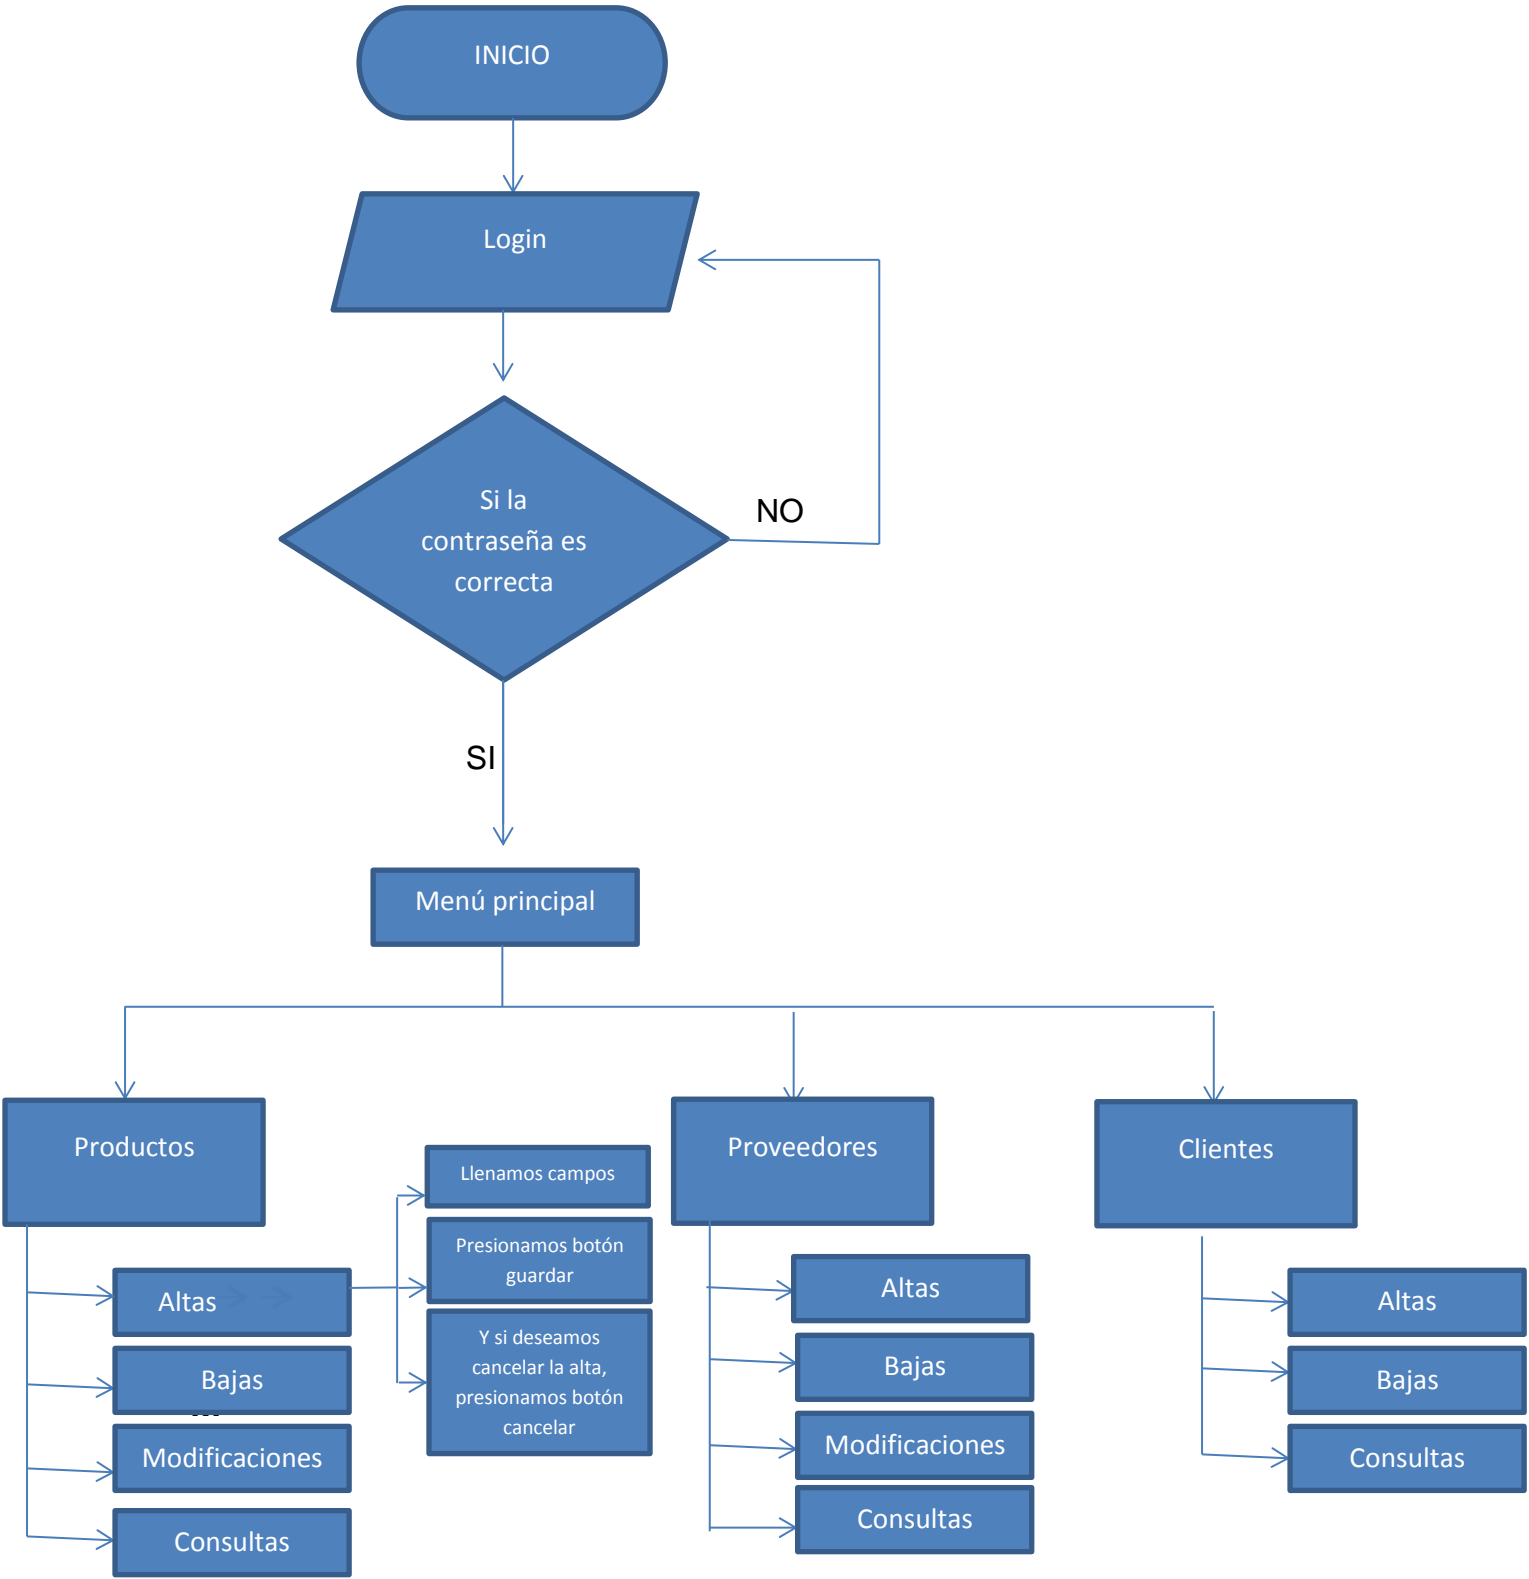 INICIO
Login
Si la
contraseña es
correcta
NO
SI
Menú principal
Productos
Altas
Bajas
Modificaciones
Consultas
Llenamos campos
Presionamos botón
guardar
Y si deseamos
cancelar la alta,
presionamos botón
cancelar
Proveedores
Altas
Bajas
Modificaciones
Consultas
Clientes
Altas
Bajas
Consultas